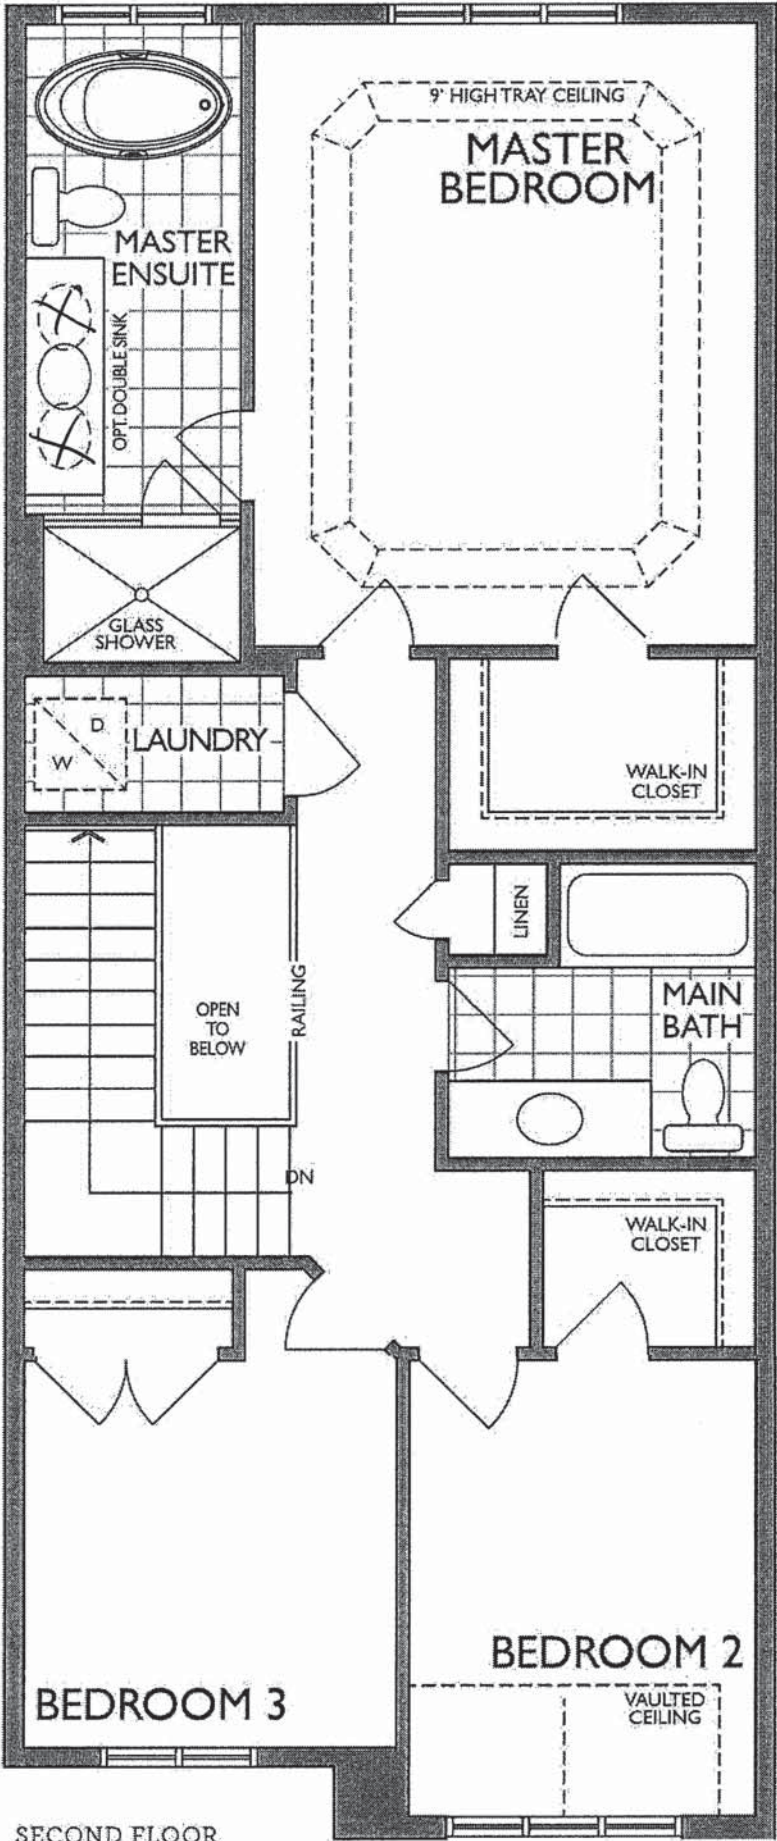 9' HIGH TRAY CEILING
MASTER
BEDROOM
MASTER
ENSUITE
OPT. DOUBLE SINK
GLASS
SHOWER
D
W
LAUNDRY
WALK-IN
CLOSET
LINEN
MAIN
BATH
OPEN
TO
BELOW
RAILING
DN
WALK-IN
CLOSET
BEDROOM 2
VAULTED
CEILING
BEDROOM 3
SECOND FLOOR